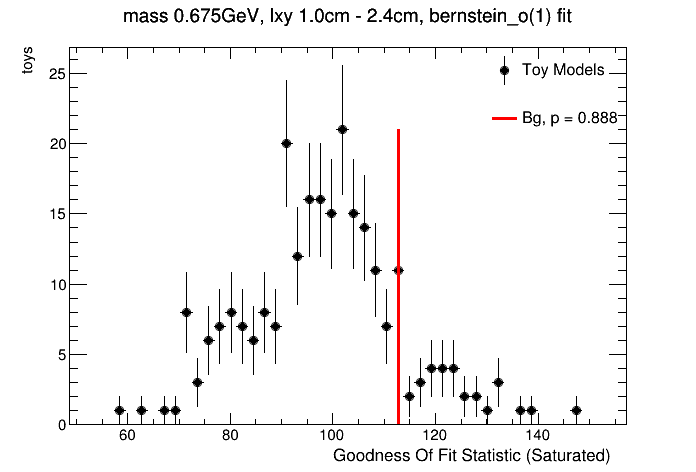 mass 0.675GeV, lxy 1.0cm - 2.4cm, bernstein_o(1) fit
toys
25
20
15
10
5
0
Toy Models
Bg, p = 0.888
60
80
100
120
140
Goodness Of Fit Statistic (Saturated)